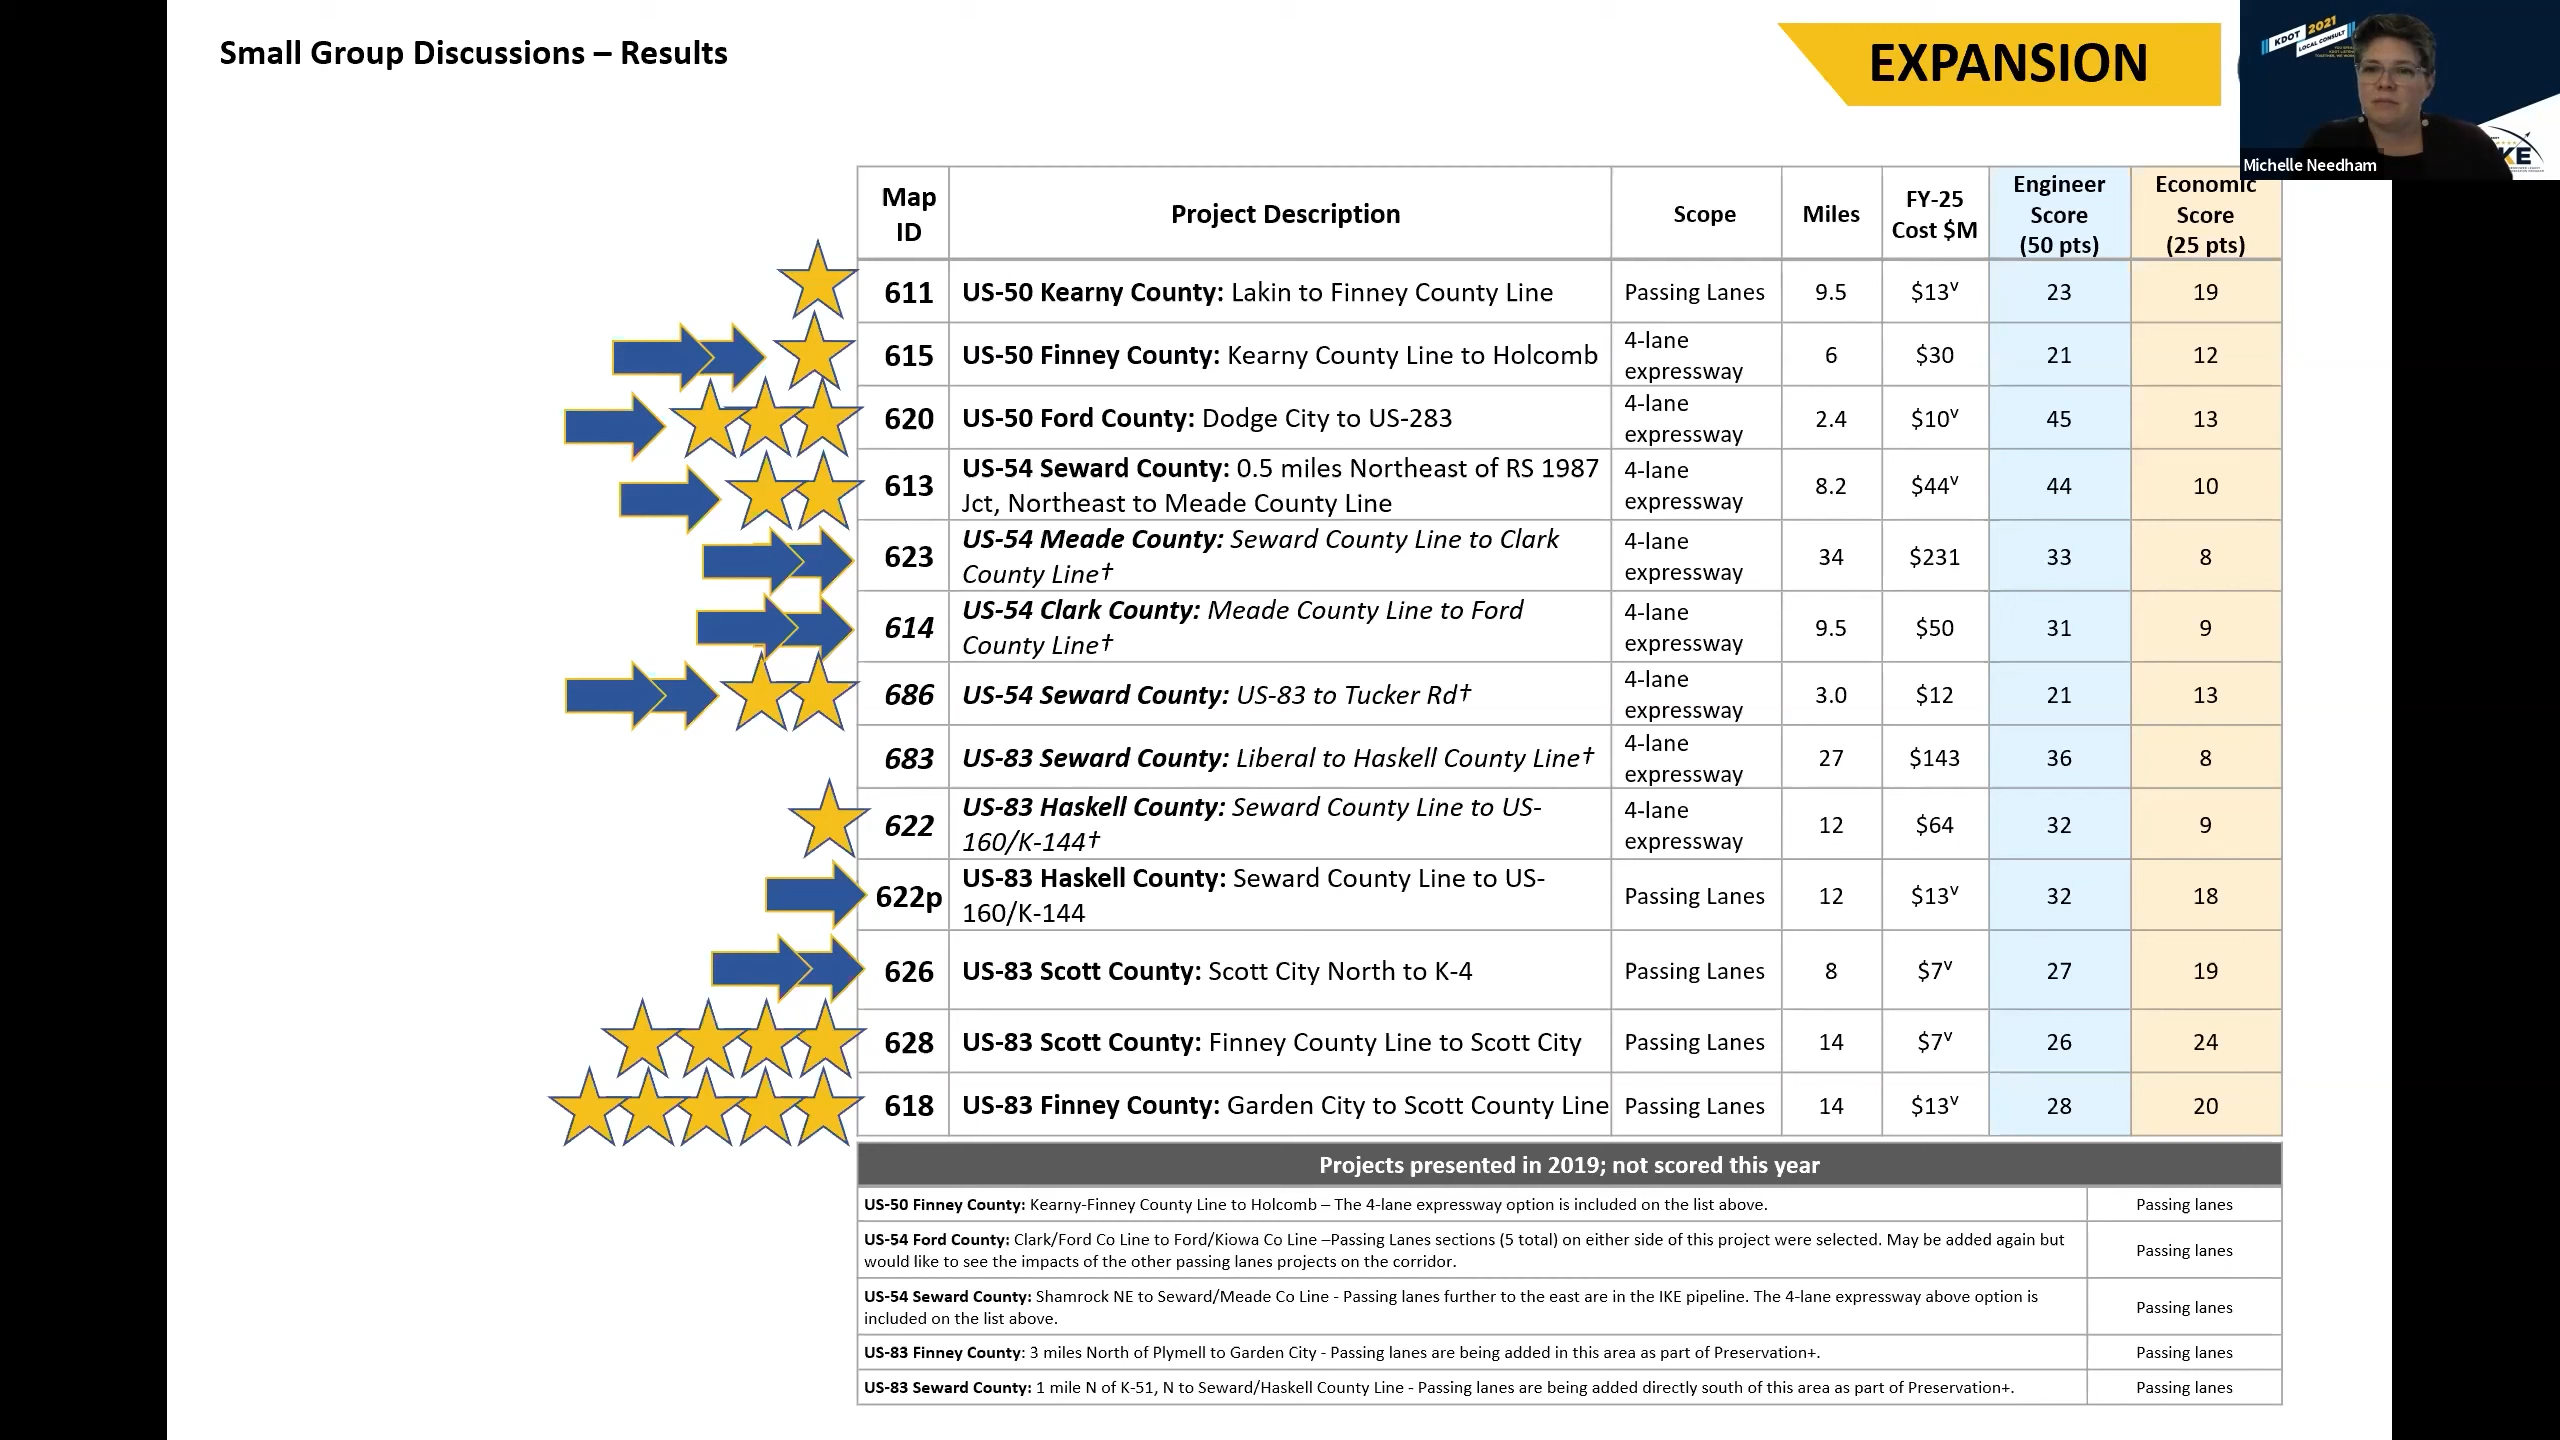 Small Group Discussions – Results
EXPANSION
KDOT 2021
LOCAL CONSULT
KE
Michelle Needham
Map ID
Project Description
Scope
Miles
FY-25 Cost $M
Engineer Score (50 pts)
Economic Score (25 pts)
611 US-50 Kearny County: Lakin to Finney County Line Passing Lanes 9.5 $13ᵛ 23 19
615 US-50 Finney County: Kearny County Line to Holcomb 4-lane expressway 6 $30 21 12
620 US-50 Ford County: Dodge City to US-283 4-lane expressway 2.4 $10ᵛ 45 13
613 US-54 Seward County: 0.5 miles Northeast of RS 1987 Jct, Northeast to Meade County Line 4-lane expressway 8.2 $44ᵛ 44 10
623 US-54 Meade County: Seward County Line to Clark County Line† 4-lane expressway 34 $231 33 8
614 US-54 Clark County: Meade County Line to Ford County Line† 4-lane expressway 9.5 $50 31 9
686 US-54 Seward County: US-83 to Tucker Rd† 4-lane expressway 3.0 $12 21 13
683 US-83 Seward County: Liberal to Haskell County Line† 4-lane expressway 27 $143 36 8
622 US-83 Haskell County: Seward County Line to US-160/K-144† 4-lane expressway 12 $64 32 9
622p US-83 Haskell County: Seward County Line to US-160/K-144 Passing Lanes 12 $13ᵛ 32 18
626 US-83 Scott County: Scott City North to K-4 Passing Lanes 8 $7ᵛ 27 19
628 US-83 Scott County: Finney County Line to Scott City Passing Lanes 14 $7ᵛ 26 24
618 US-83 Finney County: Garden City to Scott County Line Passing Lanes 14 $13ᵛ 28 20
Projects presented in 2019; not scored this year
US-50 Finney County: Kearny-Finney County Line to Holcomb – The 4-lane expressway option is included on the list above. Passing lanes
US-54 Ford County: Clark/Ford Co Line to Ford/Kiowa Co Line –Passing Lanes sections (5 total) on either side of this project were selected. May be added again but
would like to see the impacts of the other passing lanes projects on the corridor. Passing lanes
US-54 Seward County: Shamrock NE to Seward/Meade Co Line - Passing lanes further to the east are in the IKE pipeline. The 4-lane expressway above option is
included on the list above. Passing lanes
US-83 Finney County: 3 miles North of Plymell to Garden City - Passing lanes are being added in this area as part of Preservation+. Passing lanes
US-83 Seward County: 1 mile N of K-51, N to Seward/Haskell County Line - Passing lanes are being added directly south of this area as part of Preservation+. Passing lanes